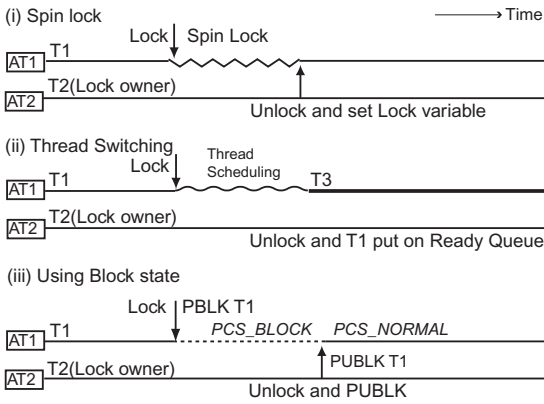 (i) Spin lock
Time
Lock Spin Lock
AT1 T1
AT2 T2(Lock owner)
Unlock and set Lock variable
(ii) Thread Switching
Lock
Thread
Scheduling
AT1 T1 T3
AT2 T2(Lock owner)
Unlock and T1 put on Ready Queue
(iii) Using Block state
Lock PBLK T1
AT1 T1 PCS_BLOCK PCS_NORMAL
PUBLK T1
AT2 T2(Lock owner)
Unlock and PUBLK